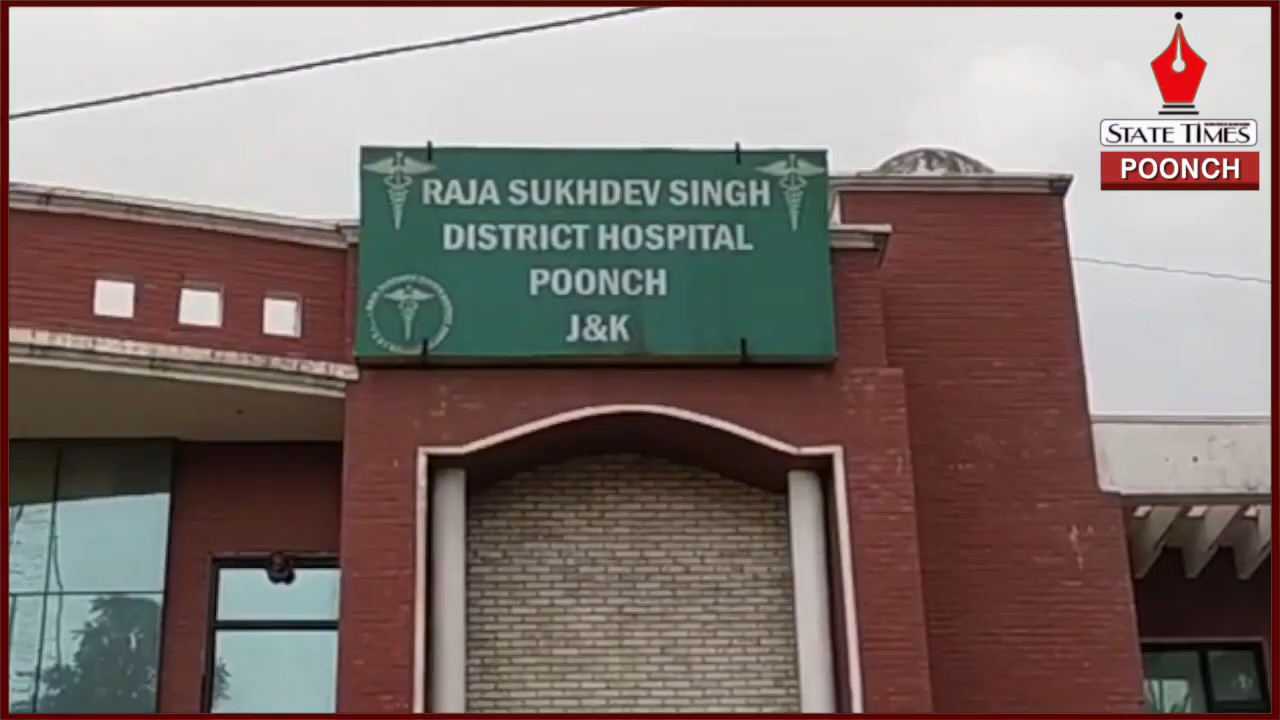 RAJA SUKHDEV SINGH
DISTRICT HOSPITAL
POONCH
J&K
STATE TIMES
POONCH